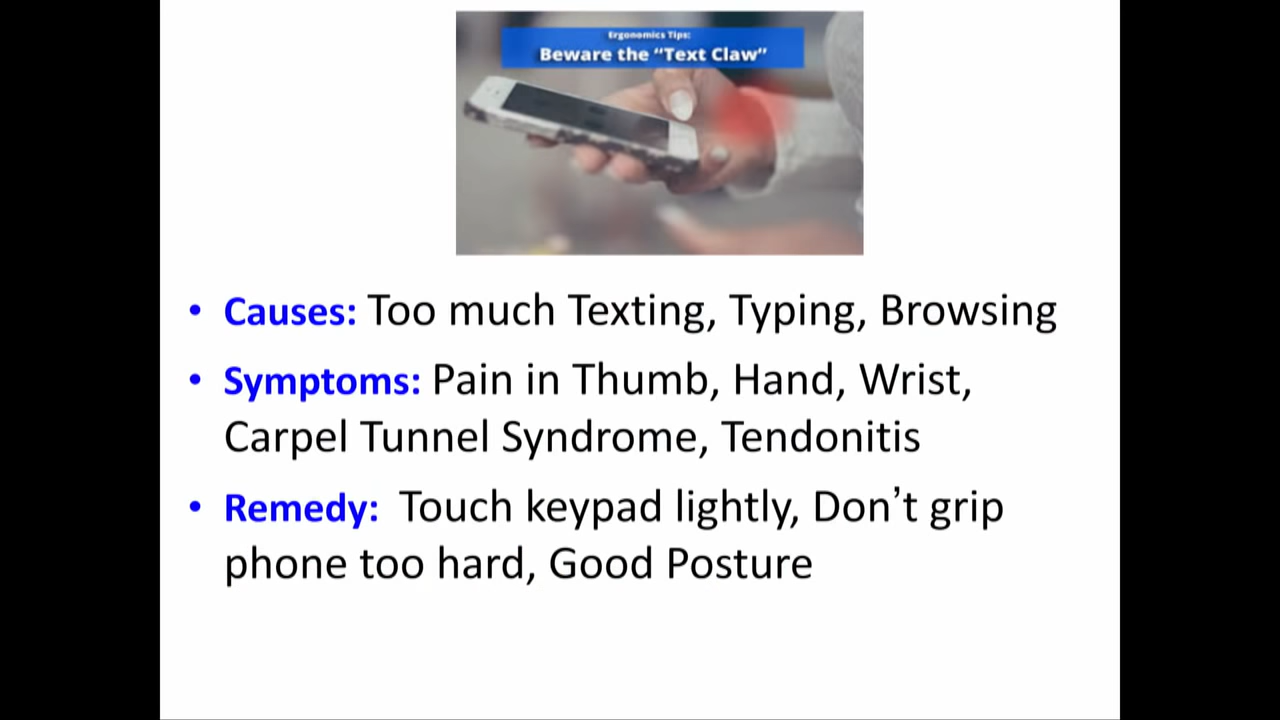 Ergonomics Tips:
Beware the “Text Claw”
• Causes: Too much Texting, Typing, Browsing
• Symptoms: Pain in Thumb, Hand, Wrist,
Carpel Tunnel Syndrome, Tendonitis
• Remedy: Touch keypad lightly, Don’t grip
phone too hard, Good Posture